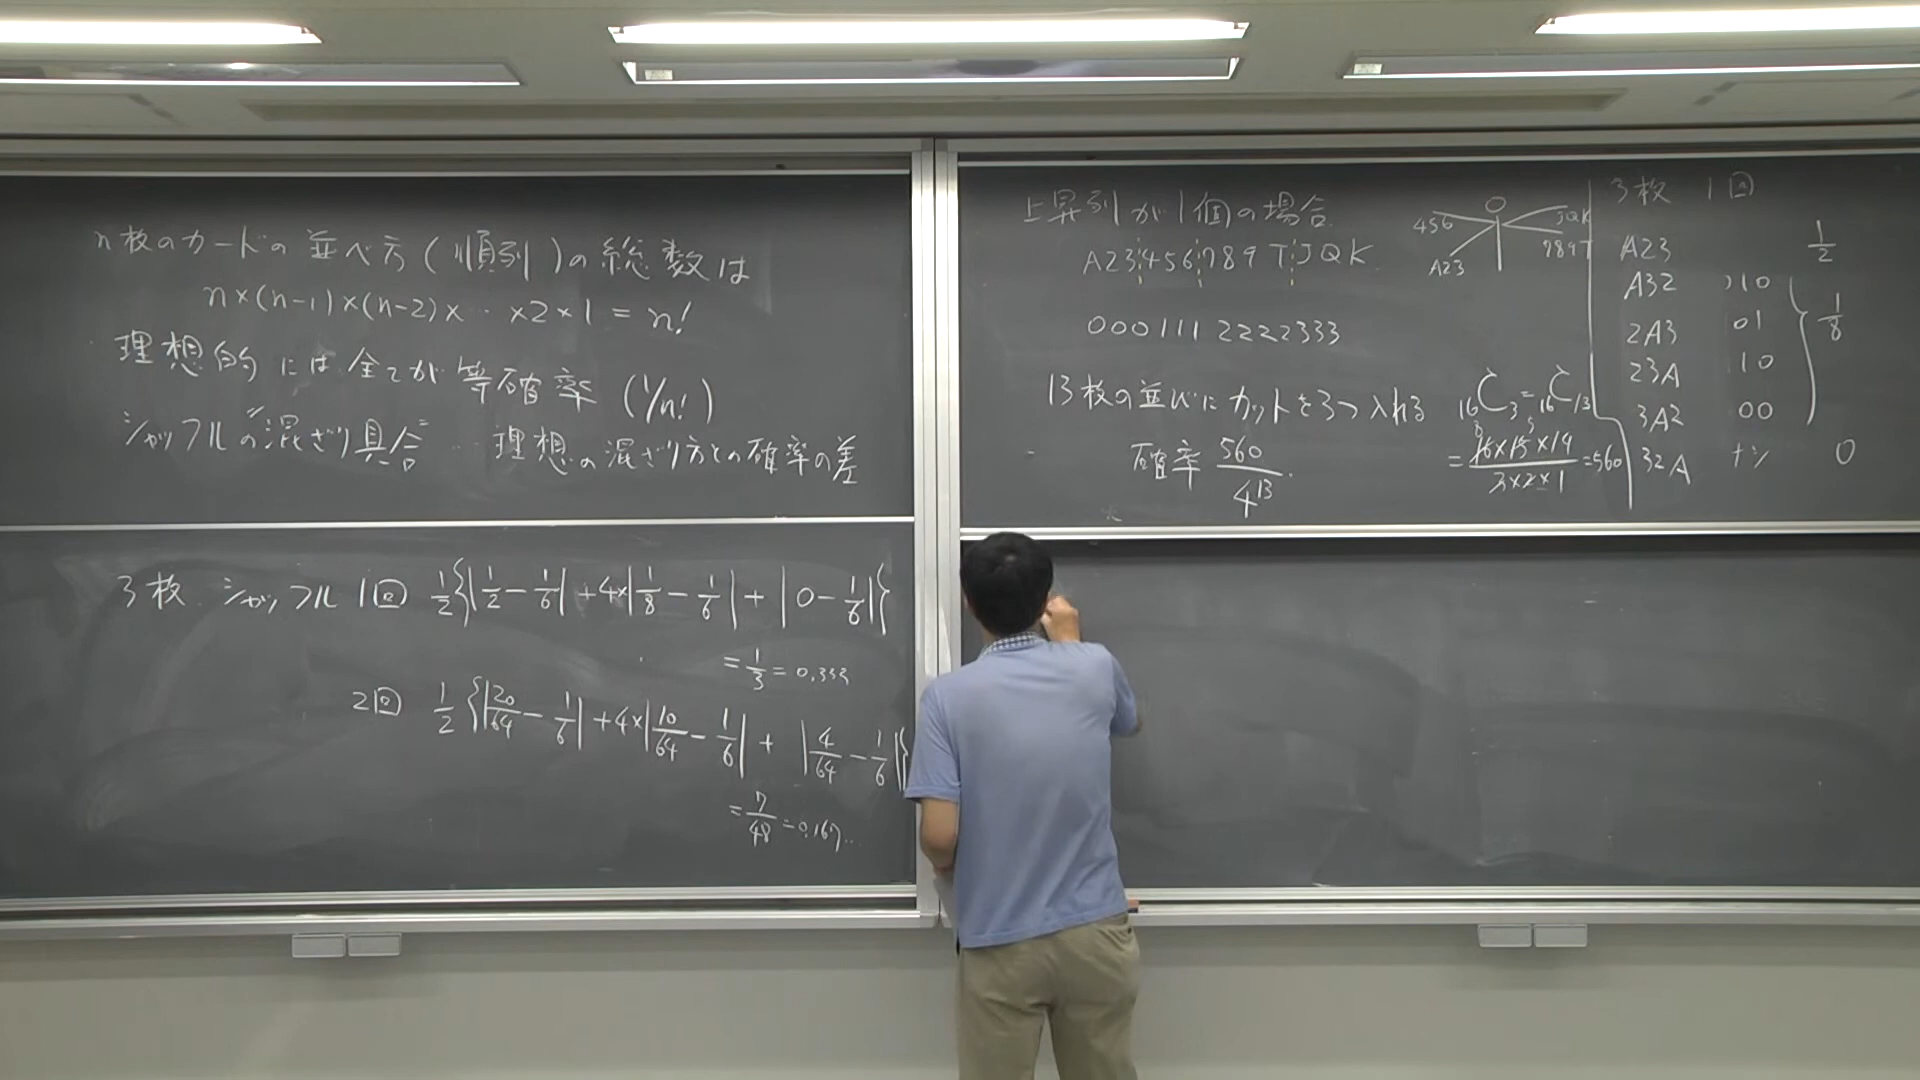 n枚のカードの並べ方(順列)の総数は
n×(n-1)×(n-2)×‥×2×1=n!
理想的には全てが等確率(1/n!)
シャッフルの"混ざり具合"‥理想の混ざり方との確率の差
3枚 シャッフル1回 1/2{|1/2-1/6|+4×|1/8-1/6|+|0-1/6|}
=1/3=0.333
2回 1/2{|20/64-1/6|+4×|10/64-1/6|+|4/64-1/6|}
=7/48=0.167‥
上昇列が1個の場合
A23456789TJQK
0001112222333
13枚の並びにカットを3つ入れる
確率 560/4^13
456
A23
JQK
789T
16C3=16C13
=16×15×14/3×2×1=560
8
5
3枚 1回
A23 1/2
A32 10
2A3 01
23A 10
3A2 00
1/8
32A ナシ 0